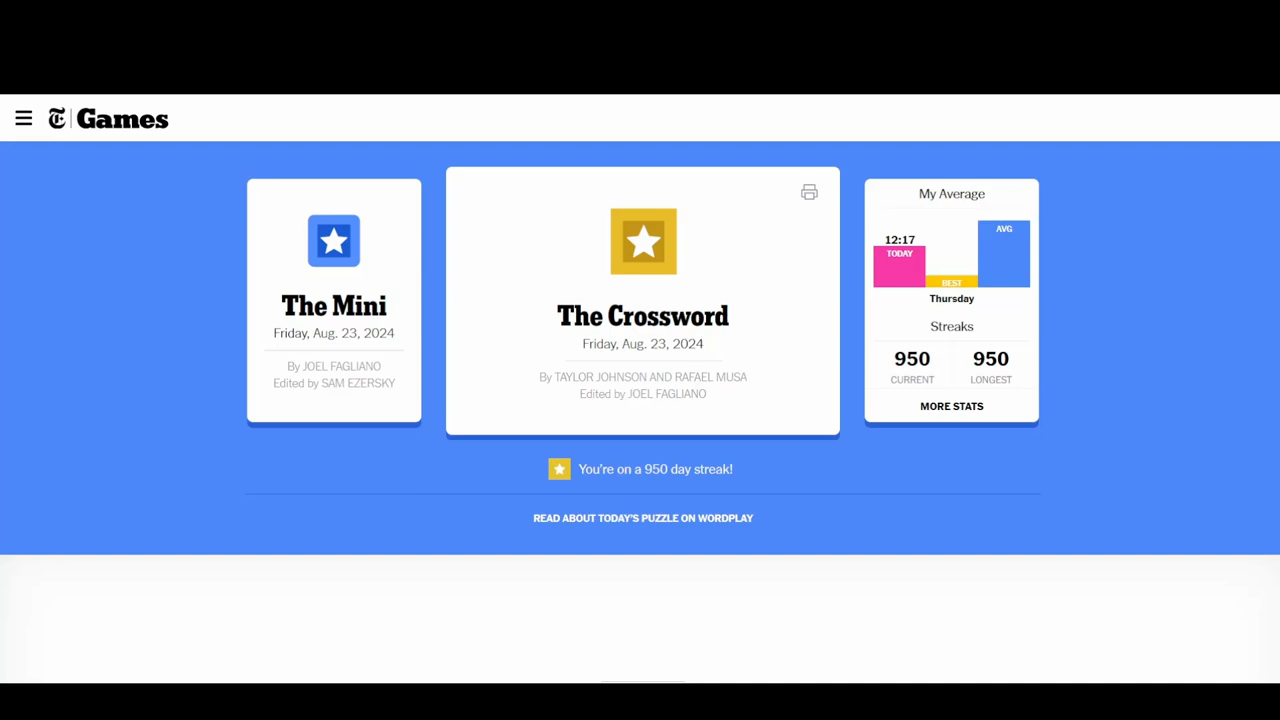 T Games
The Mini
Friday, Aug. 23, 2024
By JOEL FAGLIANO
Edited by SAM EZERSKY
The Crossword
Friday, Aug. 23, 2024
By TAYLOR JOHNSON AND RAFAEL MUSA
Edited by JOEL FAGLIANO
My Average
12:17
TODAY
BEST
AVG
Thursday
Streaks
950
CURRENT
950
LONGEST
MORE STATS
You're on a 950 day streak!
READ ABOUT TODAY'S PUZZLE ON WORDPLAY